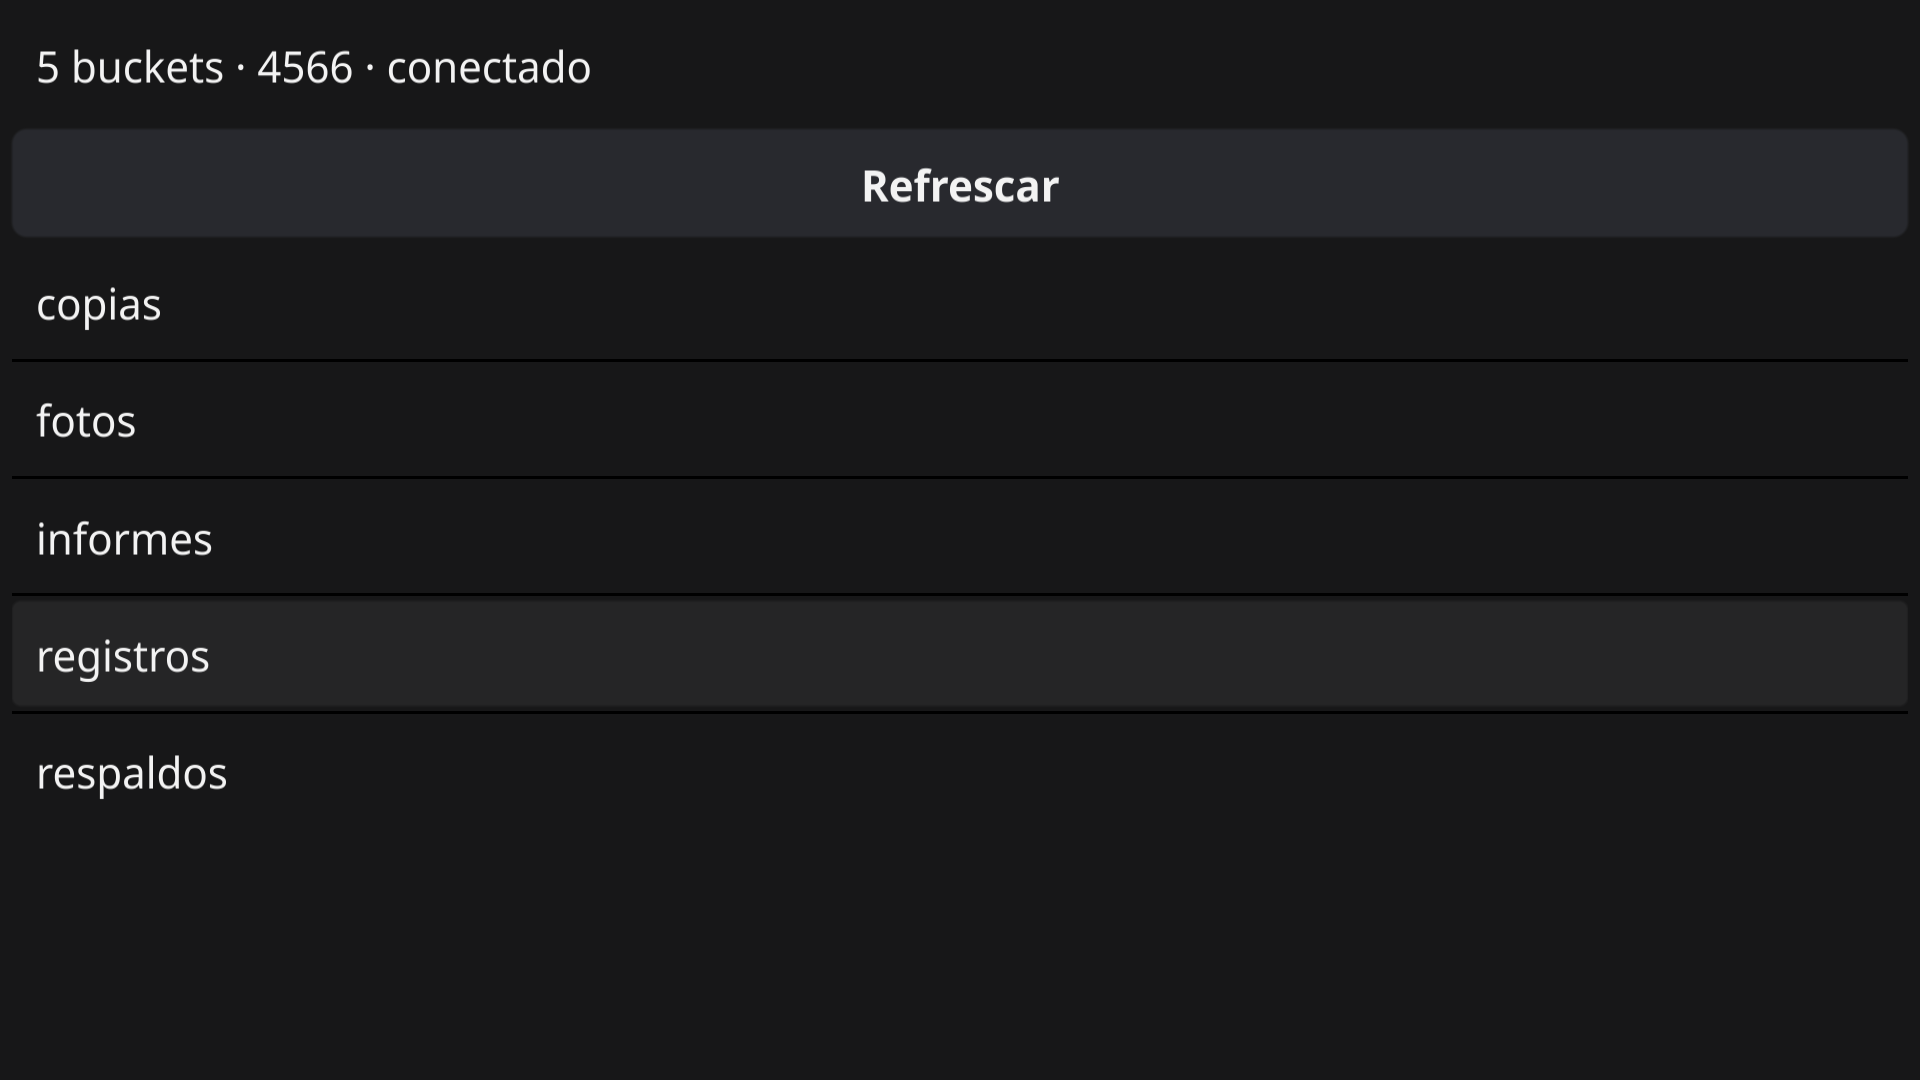 5 buckets · 4566 · conectado
Refrescar
copias
fotos
informes
registros
respaldos